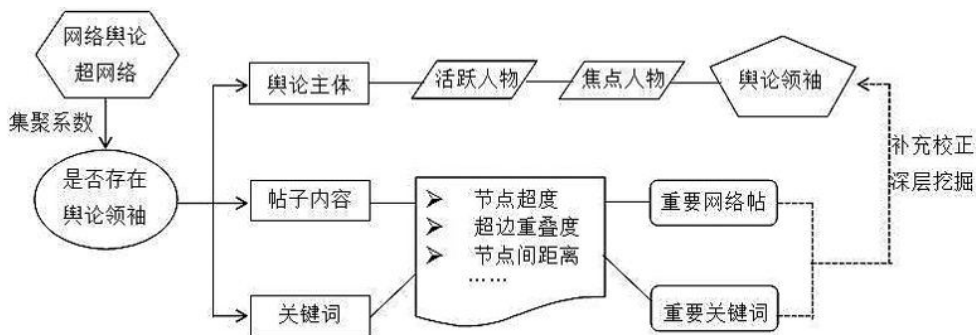 网络舆论
超网络
集聚系数
是否存在
舆论领袖
舆论主体
活跃人物
焦点人物
舆论领袖
帖子内容
关键词
➢ 节点超度
➢ 超边重叠度
➢ 节点间距离
……
重要网络帖
重要关键词
补充校正
深层挖掘